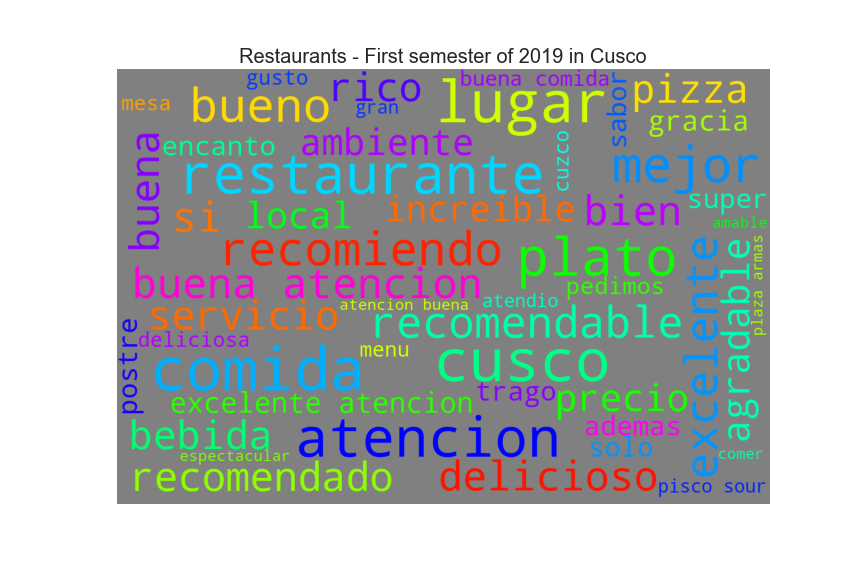 Restaurants - First semester of 2019 in Cusco
gusto
rico
buena comida
pizza
mesa
bueno
gran
lugar
sabor
gracia
buena
encanto
ambiente
cuzco
mejor
restaurante
super
si
local
increible
bien
amable
recomiendo
plato
excelente
agradable
plaza armas
buena atencion
pedimos
servicio
atencion buena
atendio
recomendable
postre
deliciosa
menu
cusco
comida
excelente atencion
trago
precio
bebida
atencion
ademas
solo
espectacular
comer
recomendado
delicioso
pisco sour